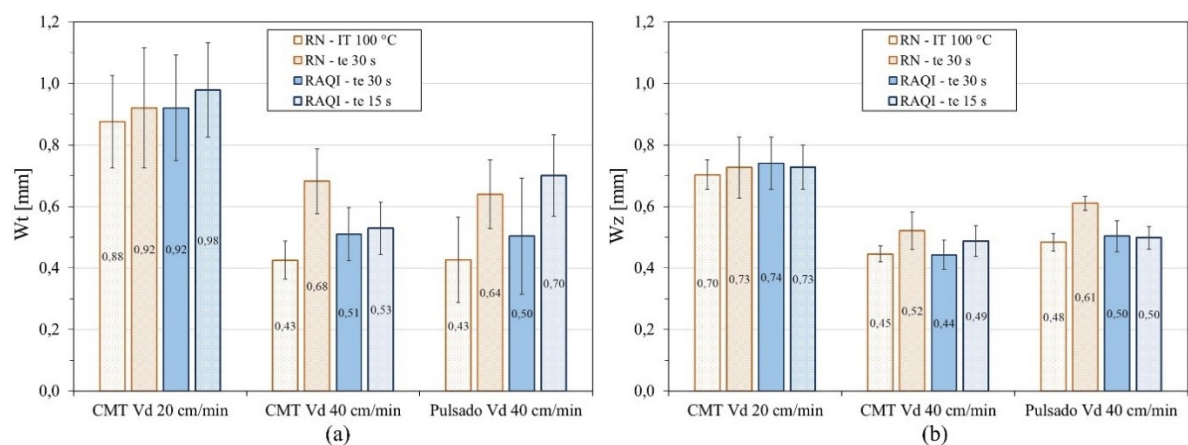 1,2
1,0
0,8
0,6
0,4
0,2
0,0
Wt [mm]
RN - IT 100 °C
RN - te 30 s
RAQI - te 30 s
RAQI - te 15 s
0,88
0,92
0,92
0,98
0,43
0,68
0,51
0,53
0,43
0,64
0,50
0,70
CMT Vd 20 cm/min
CMT Vd 40 cm/min
Pulsado Vd 40 cm/min
(a)
1,2
1,0
0,8
0,6
0,4
0,2
0,0
Wz [mm]
RN - IT 100 °C
RN - te 30 s
RAQI - te 30 s
RAQI - te 15 s
0,70
0,73
0,74
0,73
0,45
0,52
0,44
0,49
0,48
0,61
0,50
0,50
CMT Vd 20 cm/min
CMT Vd 40 cm/min
Pulsado Vd 40 cm/min
(b)